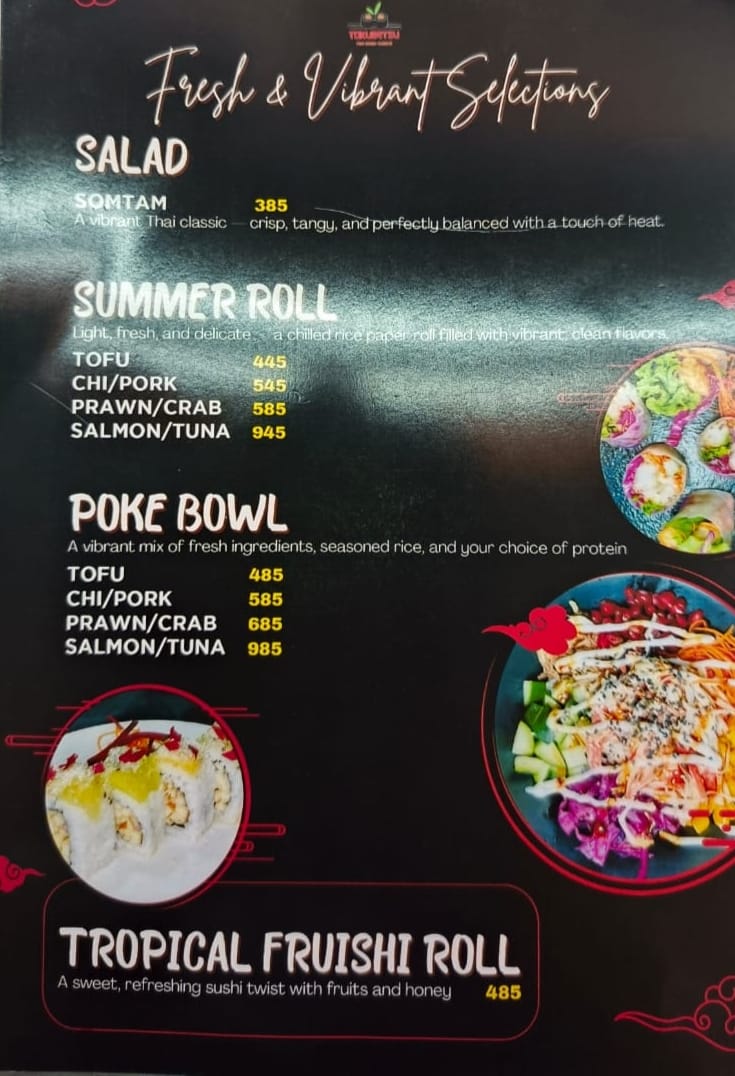 Fresh & Vibrant Selections
SALAD
SOMTAM 385
A vibrant Thai classic — crisp, tangy, and perfectly balanced with a touch of heat.
SUMMER ROLL
Light, fresh, and delicate - a chilled rice paper roll filled with vibrant, clean flavors.
TOFU 445
CHI/PORK 545
PRAWN/CRAB 585
SALMON/TUNA 945
POKE BOWL
A vibrant mix of fresh ingredients, seasoned rice, and your choice of protein
TOFU 485
CHI/PORK 585
PRAWN/CRAB 685
SALMON/TUNA 985
TROPICAL FRUISHI ROLL
A sweet, refreshing sushi twist with fruits and honey 485